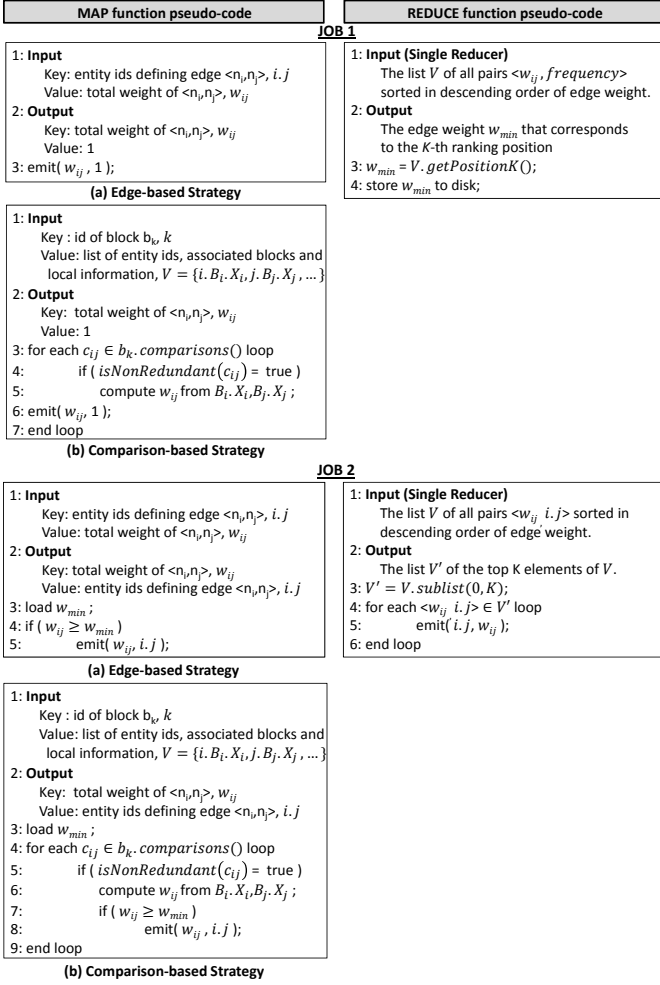 MAP function pseudo-code
REDUCE function pseudo-code
JOB 1
1: Input
Key: entity ids defining edge <nᵢ,nⱼ>, i.j
Value: total weight of <nᵢ,nⱼ>, wᵢⱼ
2: Output
Key: total weight of <nᵢ,nⱼ>, wᵢⱼ
Value: 1
3: emit( wᵢⱼ , 1 );
(a) Edge-based Strategy
1: Input (Single Reducer)
The list V of all pairs <wᵢⱼ, frequency>
sorted in descending order of edge weight.
2: Output
The edge weight w_min that corresponds
to the K-th ranking position
3: w_min = V.getPositionK();
4: store w_min to disk;
1: Input
Key : id of block bₖ, k
Value: list of entity ids, associated blocks and
local information, V = {i.Bᵢ.Xᵢ, j.Bⱼ.Xⱼ , ...}
2: Output
Key: total weight of <nᵢ,nⱼ>, wᵢⱼ
Value: 1
3: for each cᵢⱼ ∈ bₖ.comparisons() loop
4: if ( isNonRedundant(cᵢⱼ) = true )
5: compute wᵢⱼ from Bᵢ.Xᵢ,Bⱼ.Xⱼ ;
6: emit( wᵢⱼ, 1 );
7: end loop
(b) Comparison-based Strategy
JOB 2
1: Input
Key: entity ids defining edge <nᵢ,nⱼ>, i.j
Value: total weight of <nᵢ,nⱼ>, wᵢⱼ
2: Output
Key: total weight of <nᵢ,nⱼ>, wᵢⱼ
Value: entity ids defining edge <nᵢ,nⱼ>, i.j
3: load w_min ;
4: if ( wᵢⱼ ≥ w_min )
5: emit( wᵢⱼ, i.j );
(a) Edge-based Strategy
1: Input (Single Reducer)
The list V of all pairs <wᵢⱼ, i.j> sorted in
descending order of edge weight.
2: Output
The list V′ of the top K elements of V.
3: V′ = V.sublist(0, K);
4: for each <wᵢⱼ, i.j> ∈ V′ loop
5: emit( i.j, wᵢⱼ );
6: end loop
1: Input
Key : id of block bₖ, k
Value: list of entity ids, associated blocks and
local information, V = {i.Bᵢ.Xᵢ, j.Bⱼ.Xⱼ , ...}
2: Output
Key: total weight of <nᵢ,nⱼ>, wᵢⱼ
Value: entity ids defining edge <nᵢ,nⱼ>, i.j
3: load w_min ;
4: for each cᵢⱼ ∈ bₖ.comparisons() loop
5: if ( isNonRedundant(cᵢⱼ) = true )
6: compute wᵢⱼ from Bᵢ.Xᵢ,Bⱼ.Xⱼ ;
7: if ( wᵢⱼ ≥ w_min )
8: emit( wᵢⱼ , i.j );
9: end loop
(b) Comparison-based Strategy